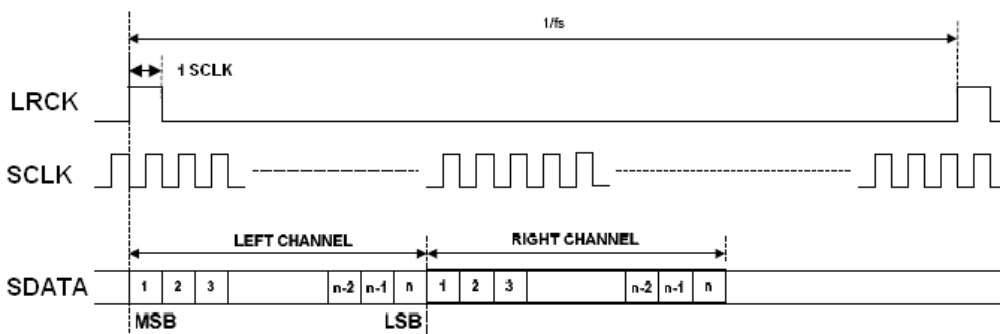 1/fs
1 SCLK
LRCK
SCLK
LEFT CHANNEL RIGHT CHANNEL
SDATA 1 2 3 n-2 n-1 n 1 2 3 n-2 n-1 n
MSB LSB